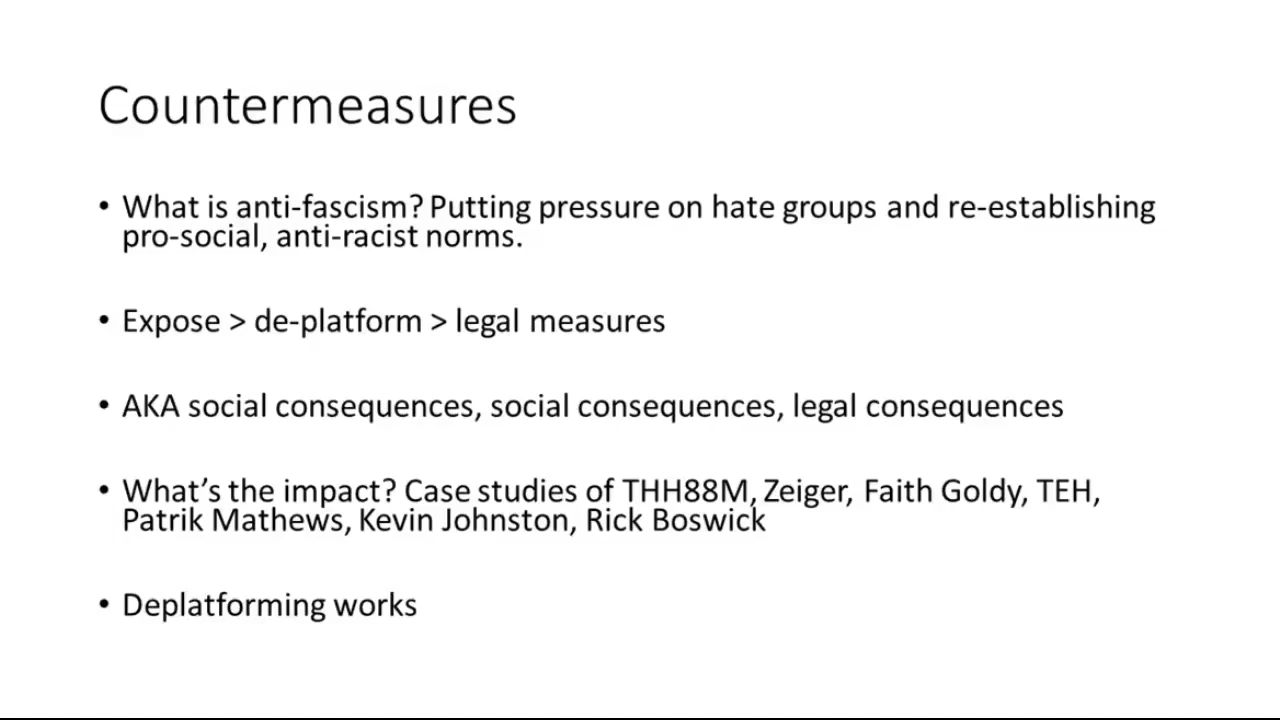 Countermeasures
• What is anti-fascism? Putting pressure on hate groups and re-establishing
pro-social, anti-racist norms.
• Expose > de-platform > legal measures
• AKA social consequences, social consequences, legal consequences
• What’s the impact? Case studies of THH88M, Zeiger, Faith Goldy, TEH,
Patrik Mathews, Kevin Johnston, Rick Boswick
• Deplatforming works